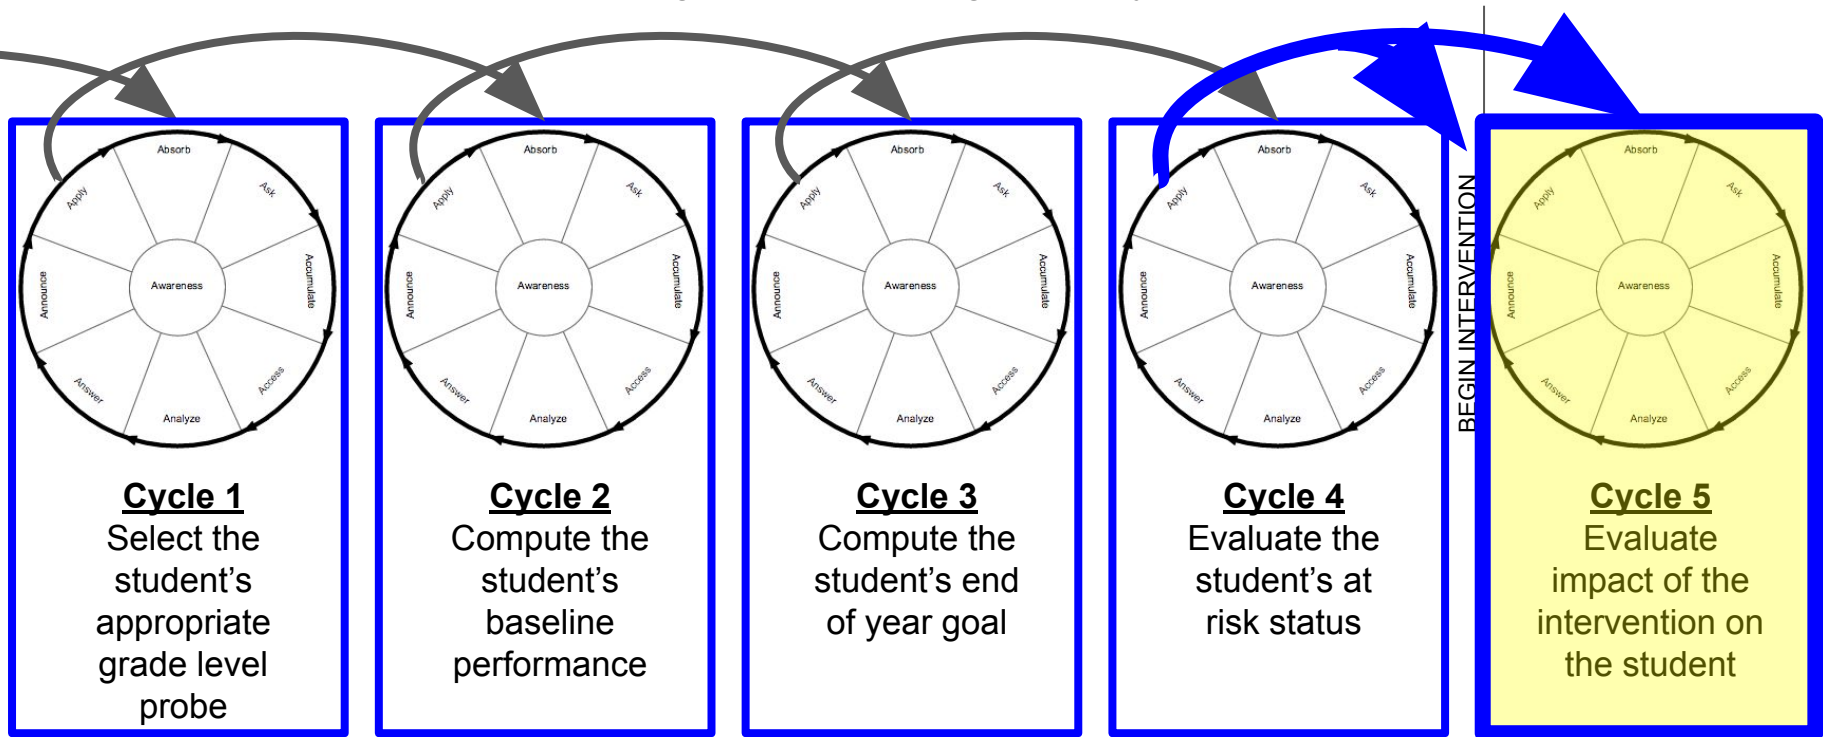 Absorb
Ask
Accumulate
Access
Analyze
Answer
Announce
Apply
Awareness
Cycle 1
Select the
student’s
appropriate
grade level
probe
Absorb
Ask
Accumulate
Access
Analyze
Answer
Announce
Apply
Awareness
Cycle 2
Compute the
student’s
baseline
performance
Absorb
Ask
Accumulate
Access
Analyze
Answer
Announce
Apply
Awareness
Cycle 3
Compute the
student’s end
of year goal
Absorb
Ask
Accumulate
Access
Analyze
Answer
Announce
Apply
Awareness
Cycle 4
Evaluate the
student’s at
risk status
BEGIN INTERVENTION
Absorb
Ask
Accumulate
Access
Analyze
Answer
Announce
Apply
Awareness
Cycle 5
Evaluate
impact of the
intervention on
the student